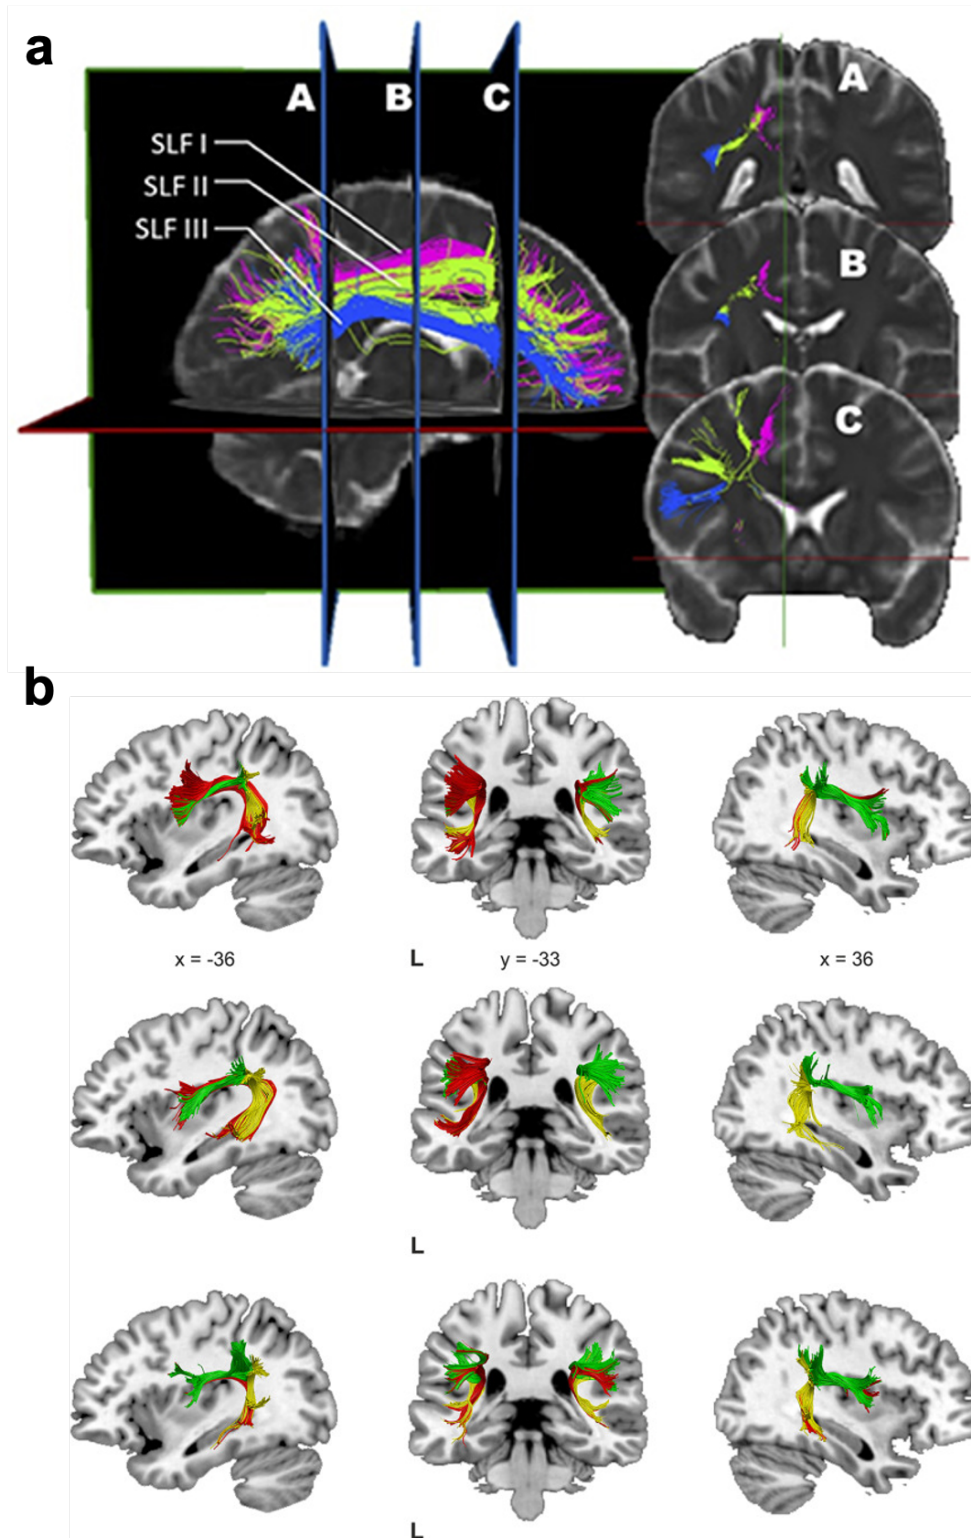 a
A B C
SLF I
SLF II
SLF III
A
B
C
b
x = -36
L
y = -33
x = 36
L
L